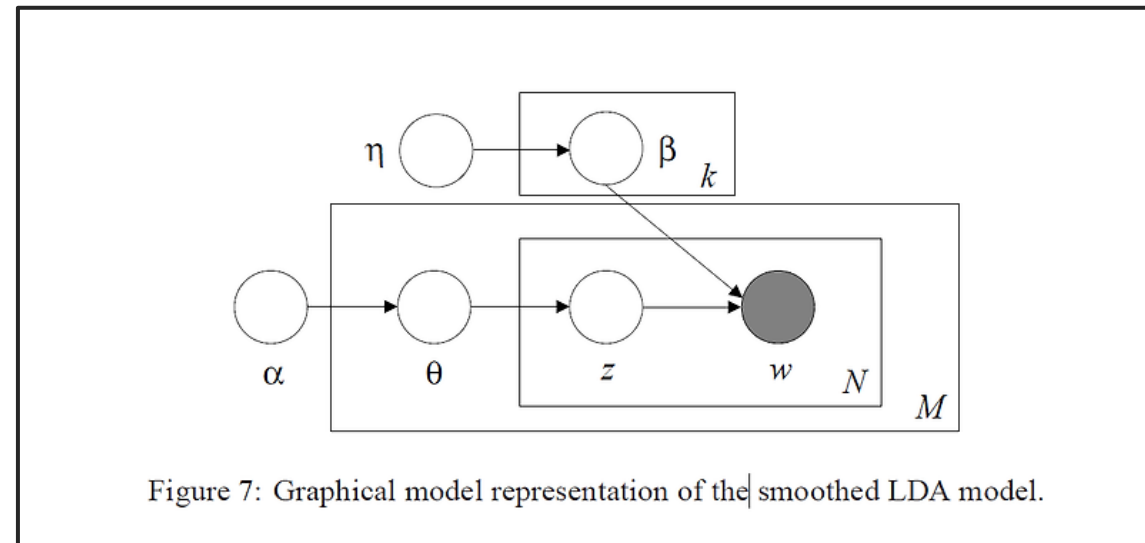 η
β
k
α
θ
z
w
N
M
Figure 7: Graphical model representation of the smoothed LDA model.